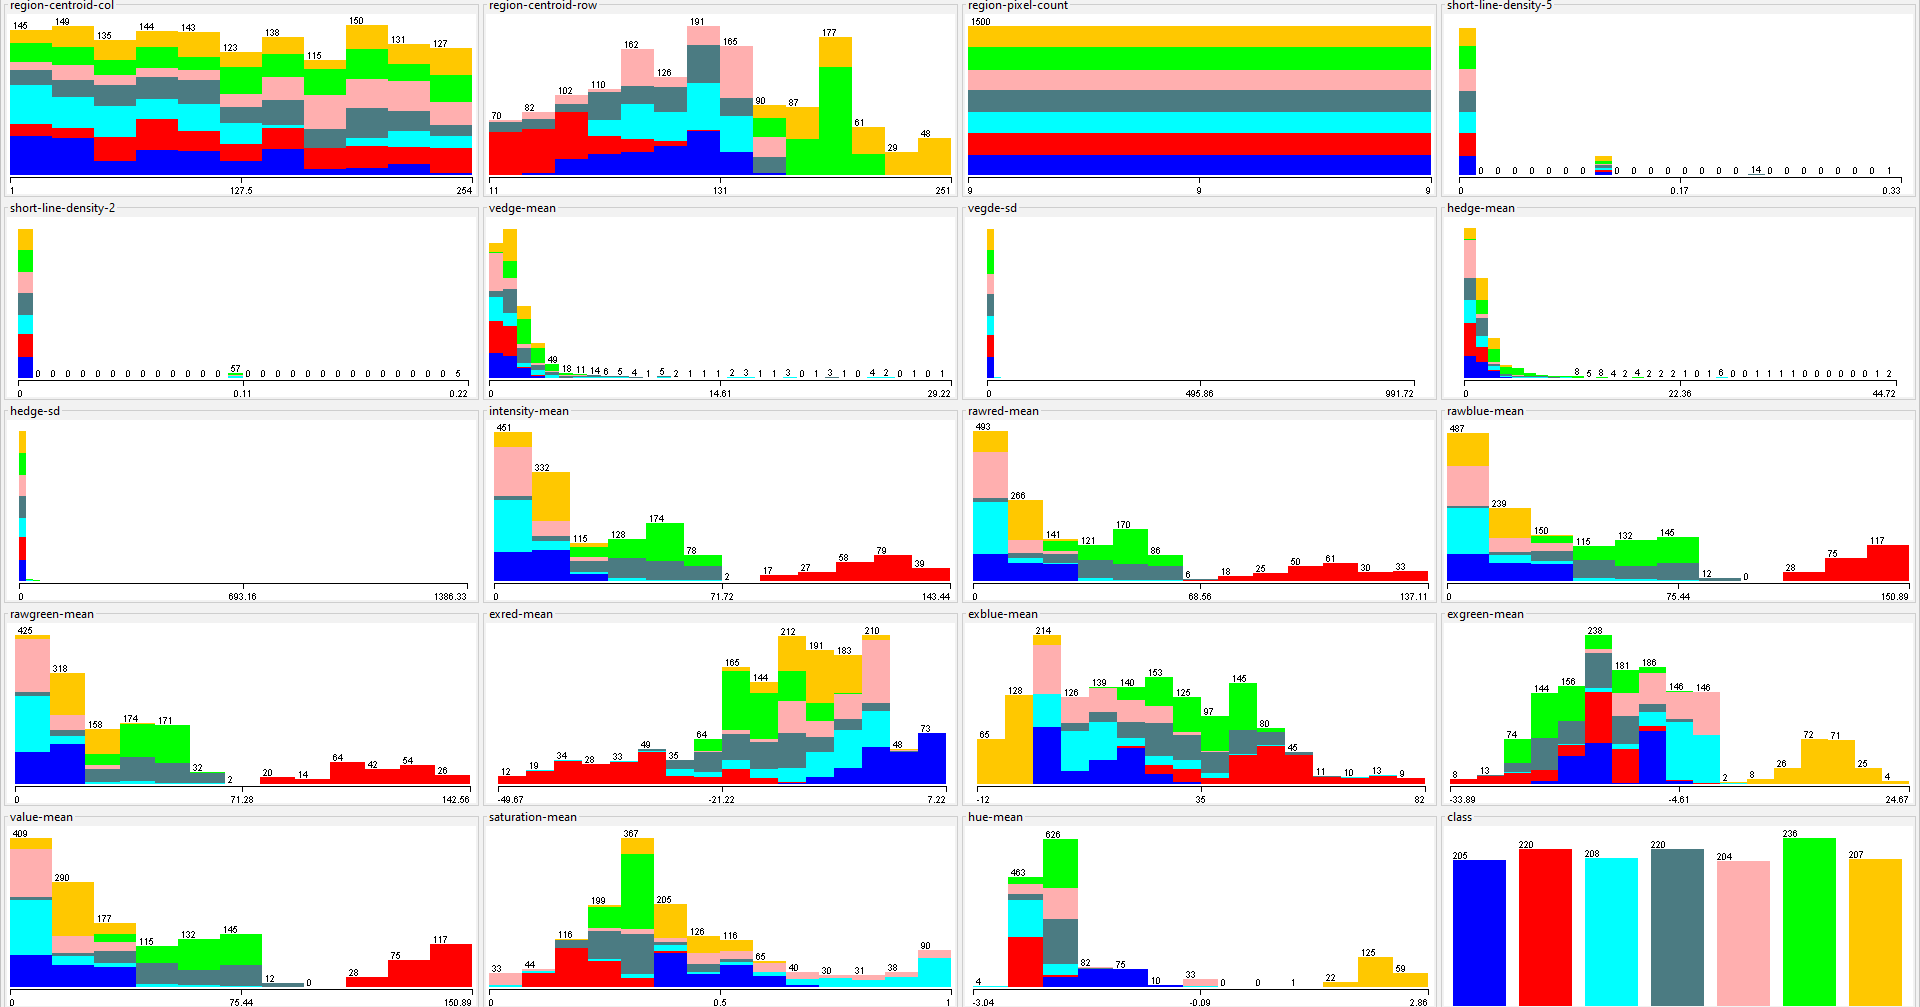 region-centroid-col
145 149 135 144 143 123 138 115 150 131 127
1 127.5 254
region-centroid-row
70 82 102 110 162 126 191 165 90 87 177 61 29 48
11 131 251
region-pixel-count
1500
9 9 9
short-line-density-5
0 0 0 0 0 0 0 0 0 0 0 0 0 0 0 14 0 0 0 0 0 0 0 1
0 0.17 0.33
short-line-density-2
0 0 0 0 0 0 0 0 0 0 0 0 0 57 0 0 0 0 0 0 0 0 0 0 0 0 0 0 5
0 0.11 0.22
vedge-mean
49 18 11 14 6 5 4 1 5 2 1 1 1 2 3 1 1 3 0 1 3 1 0 4 2 0 1 0 1
0 14.61 29.22
vegde-sd
0 495.86 991.72
hedge-mean
8 5 8 4 2 4 2 2 2 1 0 1 6 0 0 1 1 1 1 0 0 0 0 0 1 2
0 22.36 44.72
hedge-sd
0 693.16 1386.33
intensity-mean
451 332 115 128 174 78 2 17 27 58 79 39
0 71.72 143.44
rawred-mean
493 266 141 121 170 86 6 18 25 50 61 30 33
0 68.56 137.11
rawblue-mean
487 239 150 115 132 145 12 0 28 75 117
0 75.44 150.89
rawgreen-mean
425 318 158 174 171 32 2 20 14 64 42 54 26
0 71.28 142.56
exred-mean
12 19 34 28 33 49 35 64 165 144 212 191 183 210 48 73
-49.67 -21.22 7.22
exblue-mean
65 128 214 126 139 140 153 125 97 145 80 45 11 10 13 9
-12 35 82
exgreen-mean
8 13 74 144 156 238 181 186 146 146 2 8 26 72 71 25 4
-33.89 -4.61 24.67
value-mean
409 290 177 115 132 145 12 0 28 75 117
0 75.44 150.89
saturation-mean
33 44 116 199 367 205 126 116 65 40 30 31 38 90
0 0.5 1
hue-mean
4 463 626 82 75 10 33 0 0 1 22 125 59
-3.04 -0.09 2.86
class
205 220 208 220 204 236 207